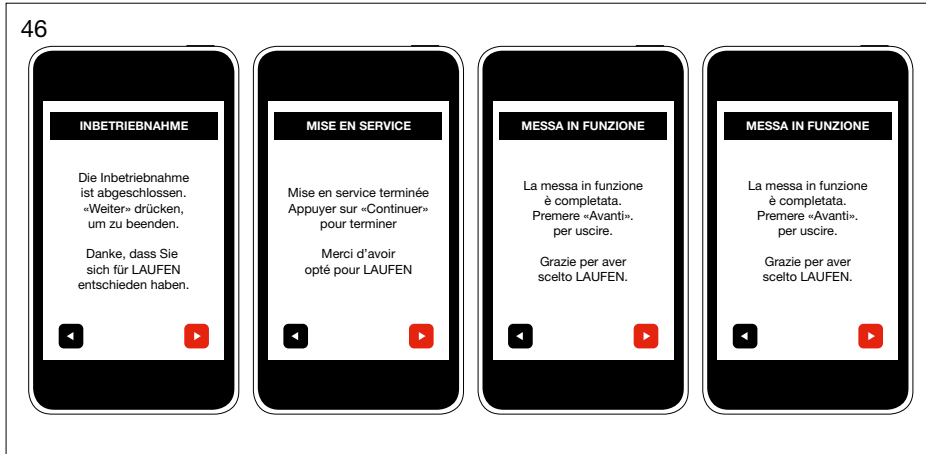 46
INBETRIEBNAHME
Die Inbetriebnahme
ist abgeschlossen.
«Weiter» drücken,
um zu beenden.
Danke, dass Sie
sich für LAUFEN
entschieden haben.
MISE EN SERVICE
Mise en service terminée
Appuyer sur «Continuer»
pour terminer
Merci d'avoir
opté pour LAUFEN
MESSA IN FUNZIONE
La messa in funzione
è completata.
Premere «Avanti».
per uscire.
Grazie per aver
scelto LAUFEN.
MESSA IN FUNZIONE
La messa in funzione
è completata.
Premere «Avanti».
per uscire.
Grazie per aver
scelto LAUFEN.